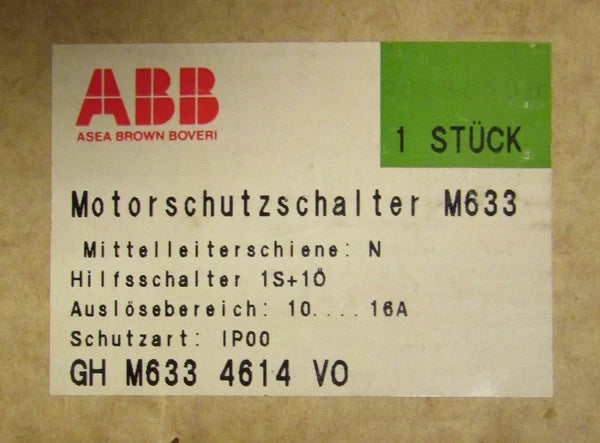 ABB
ASEA BROWN BOVERI
1 STÜCK
Motorschutzschalter M633
Mittelleiterschiene: N
Hilfsschalter 1S+1Ö
Auslösebereich: 10....16A
Schutzart: IP00
GH M633 4614 VO